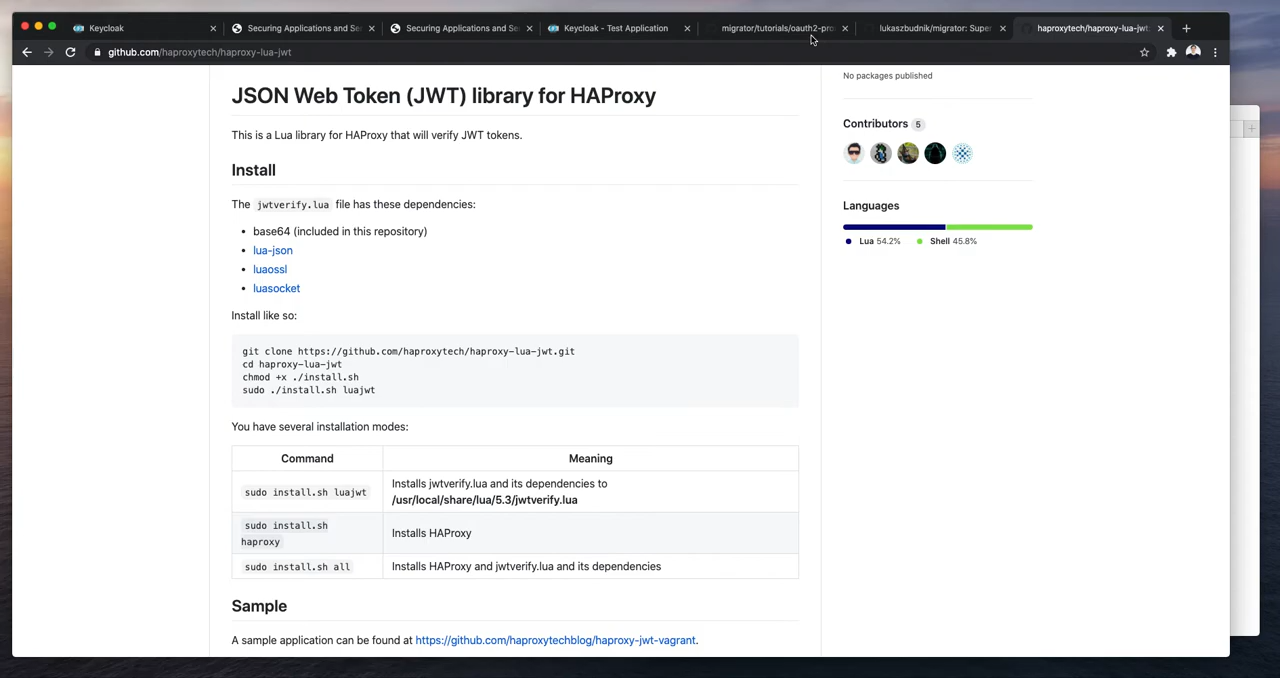 Keycloak
Securing Applications and Se
Securing Applications and Se
Keycloak - Test Application
migrator/tutorials/oauth2-pro
lukaszbudnik/migrator: Super
haproxytech/haproxy-lua-jwt
github.com/haproxytech/haproxy-lua-jwt
JSON Web Token (JWT) library for HAProxy
This is a Lua library for HAProxy that will verify JWT tokens.
Install
The jwtverify.lua file has these dependencies:
• base64 (included in this repository)
• lua-json
• luaossl
• luasocket
Install like so:
git clone https://github.com/haproxytech/haproxy-lua-jwt.git
cd haproxy-lua-jwt
chmod +x ./install.sh
sudo ./install.sh luajwt
You have several installation modes:
Command Meaning
sudo install.sh luajwt
Installs jwtverify.lua and its dependencies to
/usr/local/share/lua/5.3/jwtverify.lua
sudo install.sh
haproxy
Installs HAProxy
sudo install.sh all
Installs HAProxy and jwtverify.lua and its dependencies
Sample
A sample application can be found at https://github.com/haproxytechblog/haproxy-jwt-vagrant.
No packages published
Contributors 5
Languages
Lua 54.2% Shell 45.8%